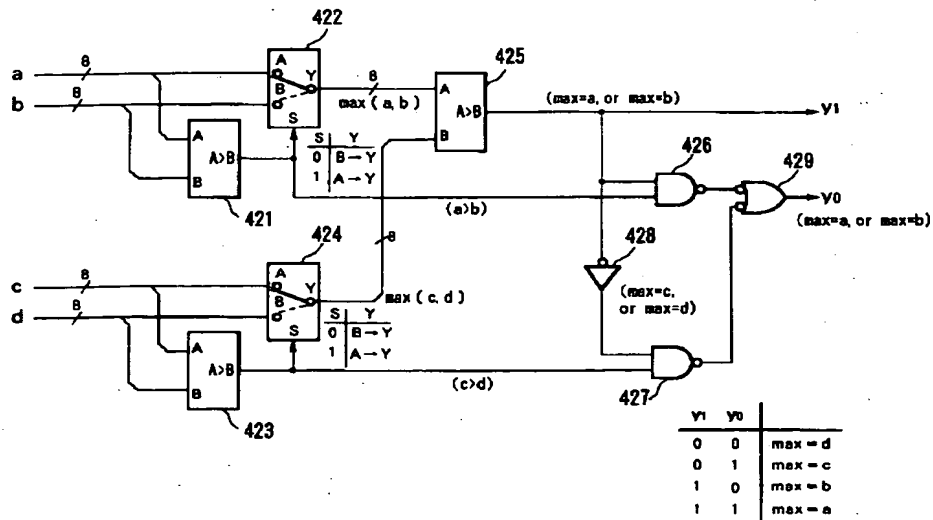 422
A
B
Y
S
a
8
b
8
A
B
A>B
421
S Y
0 B→Y
1 A→Y
8
max (a, b)
425
A
B
A>B
(max=a, or max=b)
y1
426
429
y0
(max=a, or max=b)
(a>b)
8
424
A
B
Y
S
428
(max=c,
or max=d)
c
8
d
8
max (c, d)
S Y
0 B→Y
1 A→Y
A
B
A>B
423
(c>d)
427
y1 y0
0 0 max = d
0 1 max = c
1 0 max = b
1 1 max = a